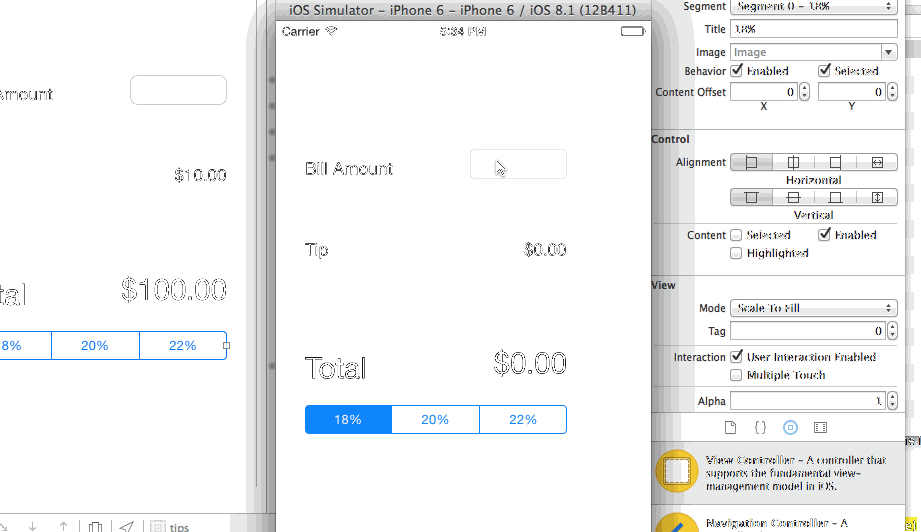 iOS Simulator – iPhone 6 – iPhone 6 / iOS 8.1 (12B411)
Carrier
5:34 PM
Amount
$10.00
tal
$100.00
8%
20%
22%
tips
Bill Amount
Tip
$0.00
Total
$0.00
18%
20%
22%
Segment
Segment 0 – 18%
Title
18%
Image
Image
Behavior
Enabled
Selected
Content Offset
0
0
X
Y
Control
Alignment
Horizontal
Vertical
Content
Selected
Enabled
Highlighted
View
Mode
Scale To Fill
Tag
0
Interaction
User Interaction Enabled
Multiple Touch
Alpha
1
{ }
View Controller – A controller that
supports the fundamental view-
management model in iOS.
Navigation Controller – A